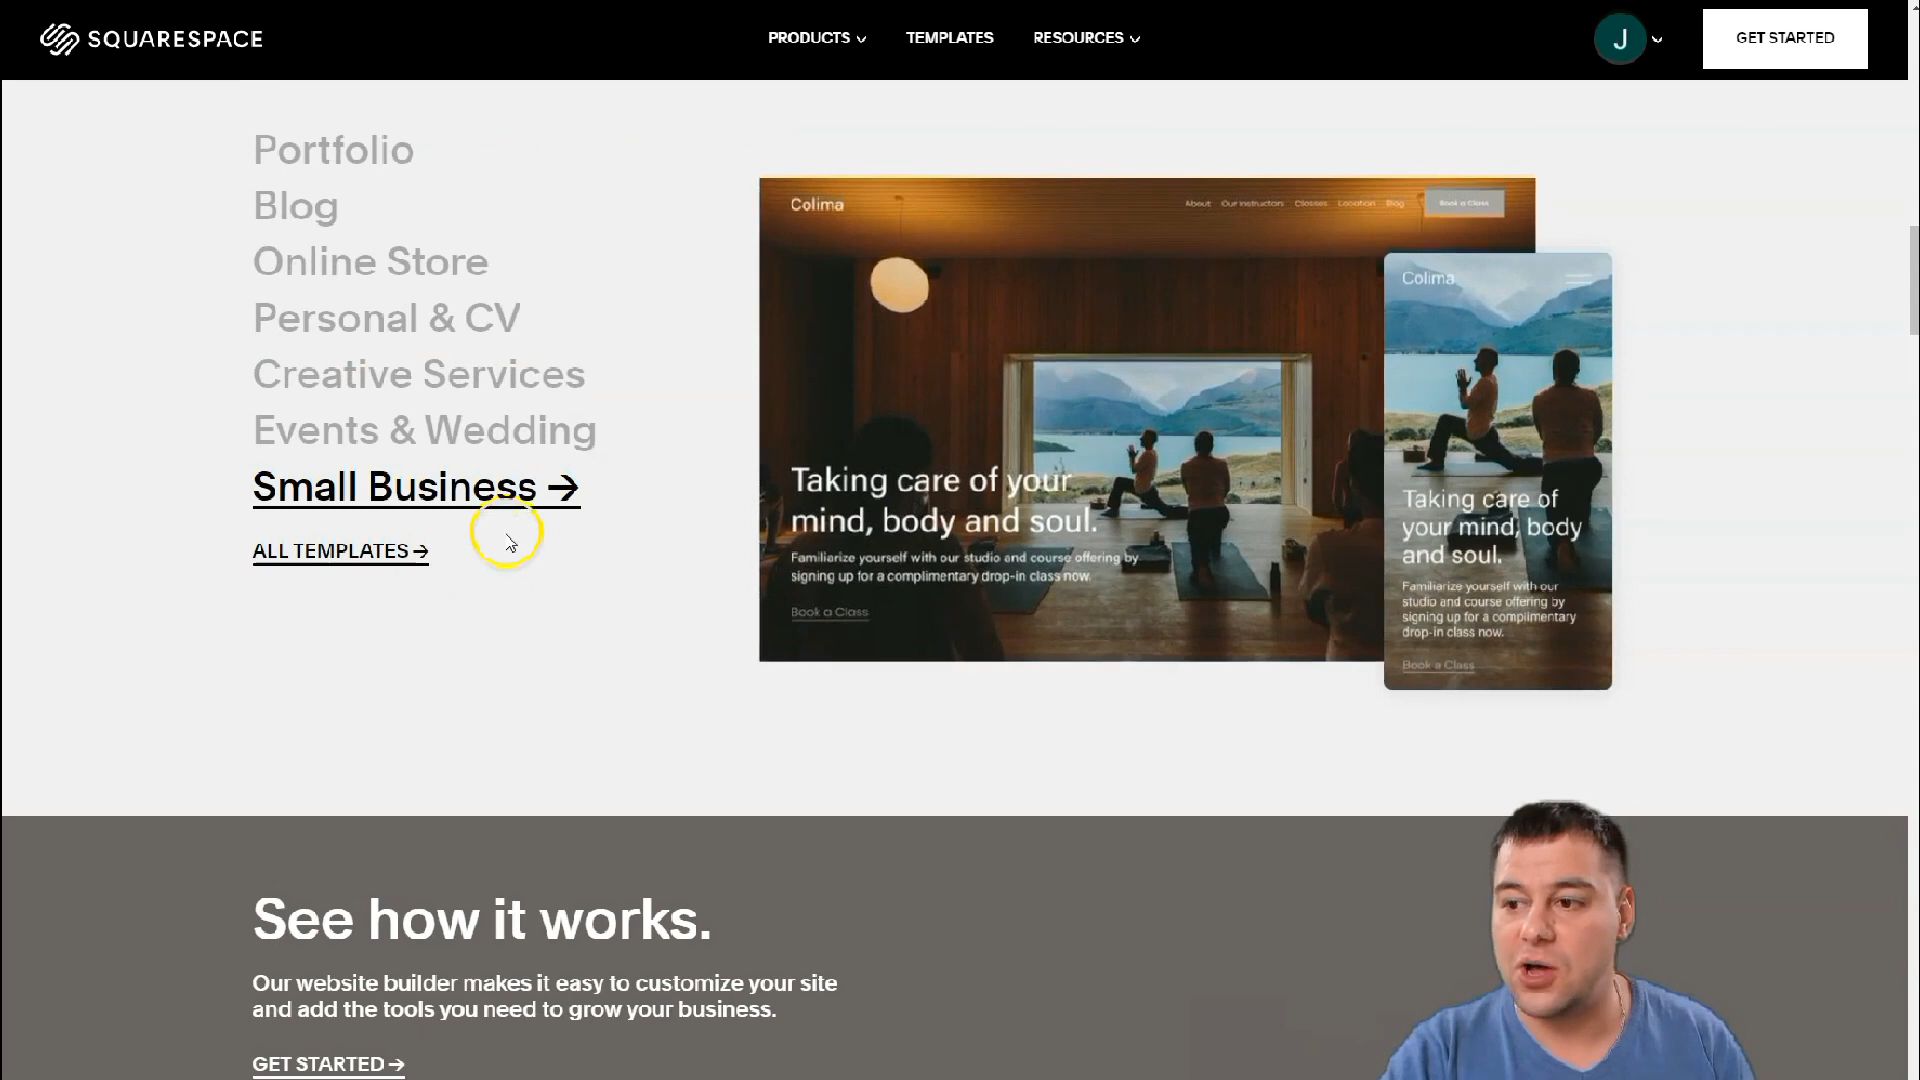 SQUARESPACE
PRODUCTS
TEMPLATES
RESOURCES
J
GET STARTED
Portfolio
Blog
Online Store
Personal & CV
Creative Services
Events & Wedding
Small Business →
ALL TEMPLATES →
Colima
About
Our Instructors
Classes
Location
Blog
Book a Class
Taking care of your
mind, body and soul.
Familiarize yourself with our studio and course offering by
signing up for a complimentary drop-in class now.
Book a Class
Colima
Taking care of
your mind, body
and soul.
Familiarize yourself with our
studio and course offering by
signing up for a complimentary
drop-in class now.
Book a Class
See how it works.
Our website builder makes it easy to customize your site
and add the tools you need to grow your business.
GET STARTED →